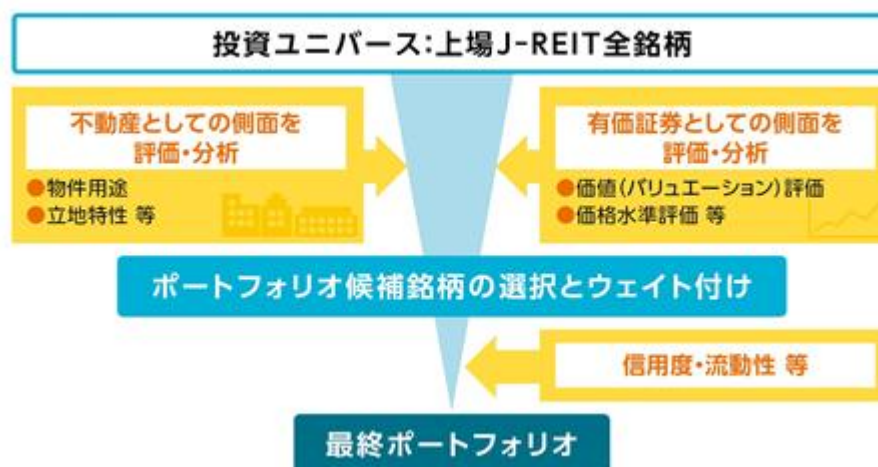 投資ユニバース:上場J-REIT全銘柄
不動産としての側面を
評価・分析
●物件用途
●立地特性 等
有価証券としての側面を
評価・分析
●価値(バリュエーション)評価
●価格水準評価 等
ポートフォリオ候補銘柄の選択とウェイト付け
信用度・流動性 等
最終ポートフォリオ